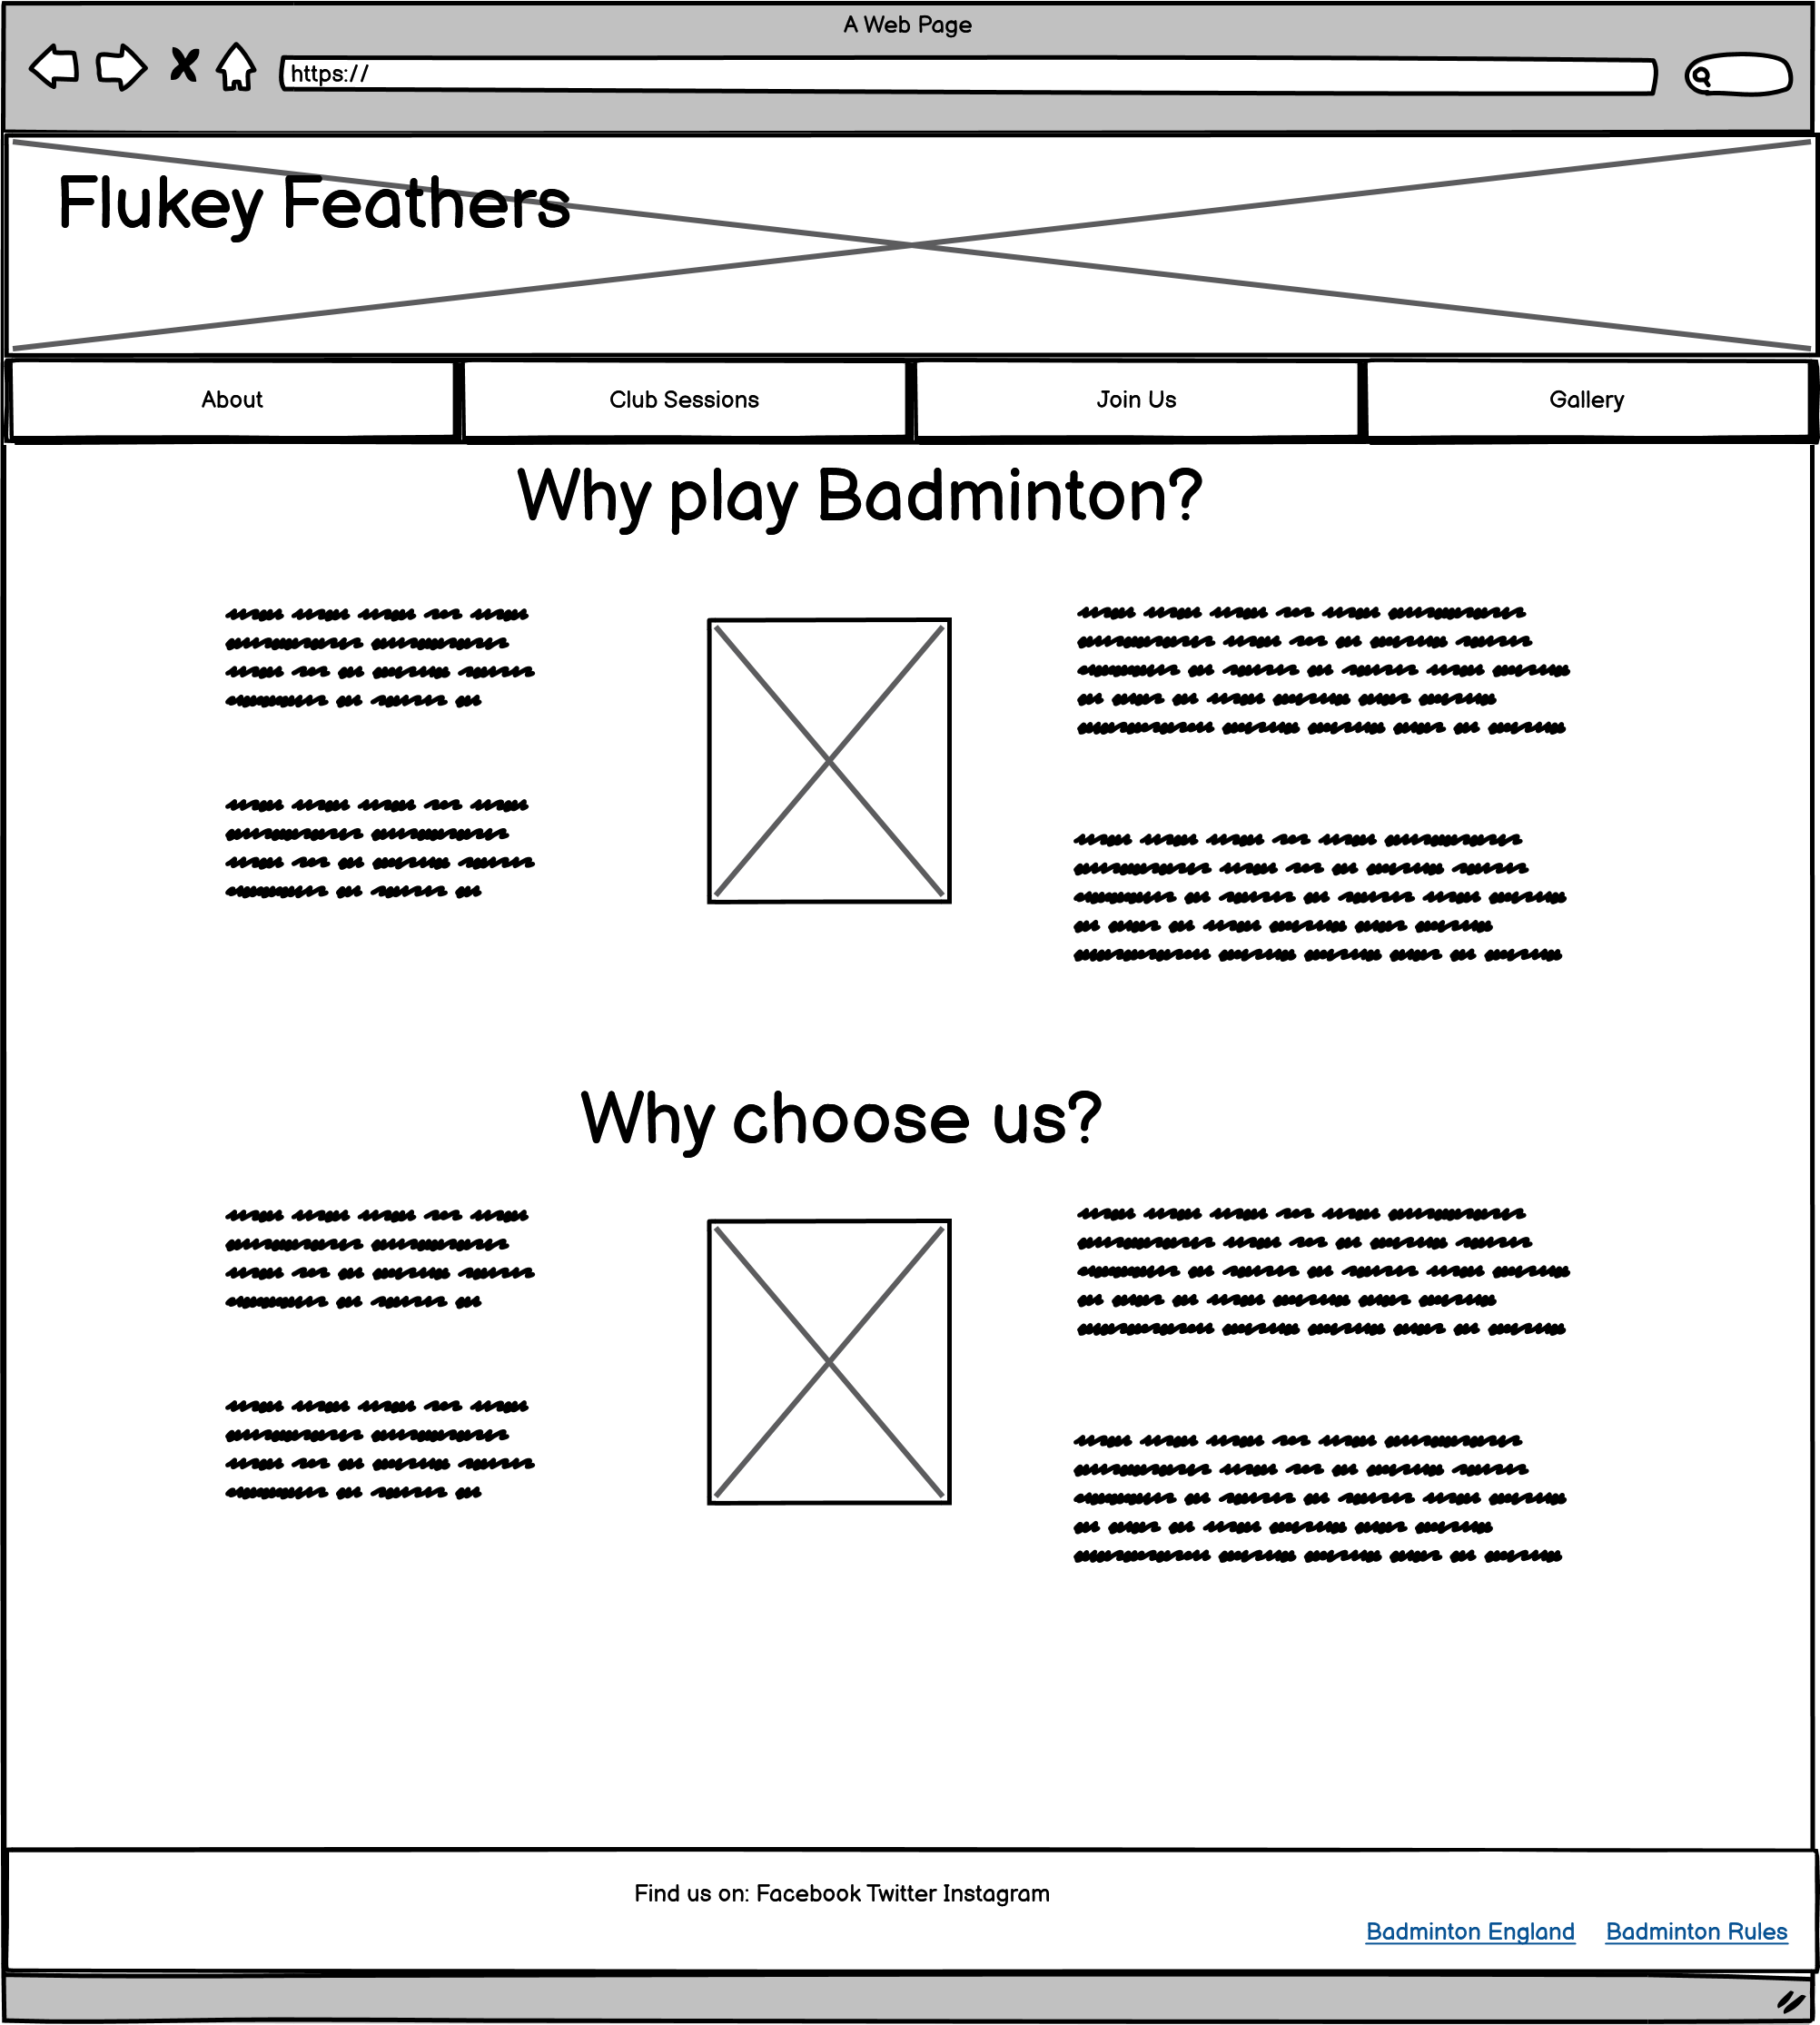 A Web Page
https://
Flukey Feathers
About
Club Sessions
Join Us
Gallery
Why play Badminton?
Why choose us?
Find us on: Facebook Twitter Instagram
Badminton England
Badminton Rules